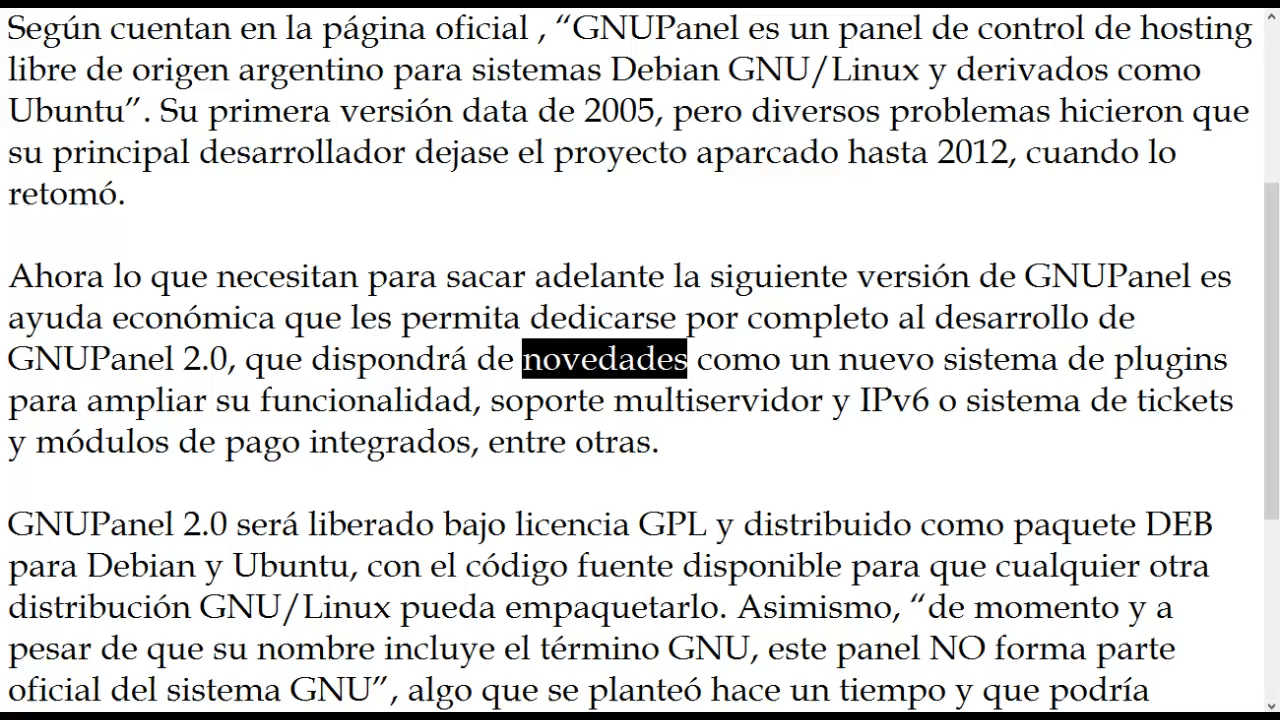 Según cuentan en la página oficial , “GNUPanel es un panel de control de hosting
libre de origen argentino para sistemas Debian GNU/Linux y derivados como
Ubuntu”. Su primera versión data de 2005, pero diversos problemas hicieron que
su principal desarrollador dejase el proyecto aparcado hasta 2012, cuando lo
retomó.
Ahora lo que necesitan para sacar adelante la siguiente versión de GNUPanel es
ayuda económica que les permita dedicarse por completo al desarrollo de
GNUPanel 2.0, que dispondrá de novedades como un nuevo sistema de plugins
para ampliar su funcionalidad, soporte multiservidor y IPv6 o sistema de tickets
y módulos de pago integrados, entre otras.
GNUPanel 2.0 será liberado bajo licencia GPL y distribuido como paquete DEB
para Debian y Ubuntu, con el código fuente disponible para que cualquier otra
distribución GNU/Linux pueda empaquetarlo. Asimismo, “de momento y a
pesar de que su nombre incluye el término GNU, este panel NO forma parte
oficial del sistema GNU”, algo que se planteó hace un tiempo y que podría